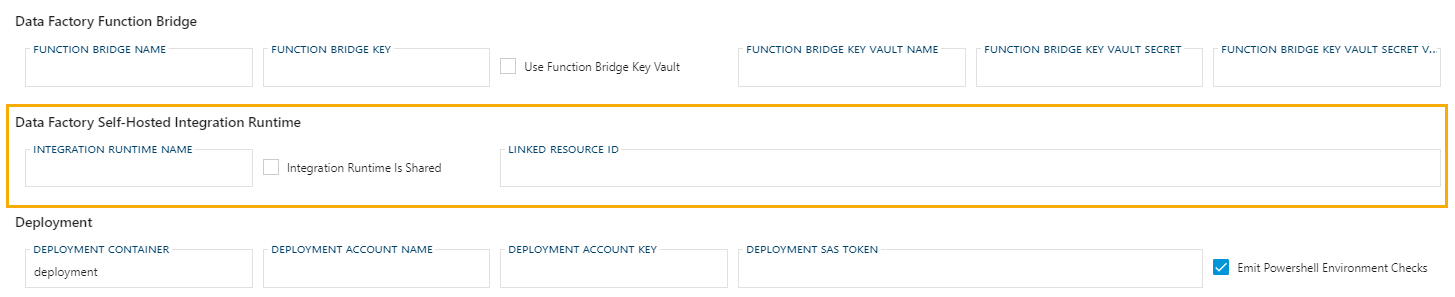 Data Factory Function Bridge
FUNCTION BRIDGE NAME
FUNCTION BRIDGE KEY
Use Function Bridge Key Vault
FUNCTION BRIDGE KEY VAULT NAME
FUNCTION BRIDGE KEY VAULT SECRET
FUNCTION BRIDGE KEY VAULT SECRET V...
Data Factory Self-Hosted Integration Runtime
INTEGRATION RUNTIME NAME
Integration Runtime Is Shared
LINKED RESOURCE ID
Deployment
DEPLOYMENT CONTAINER
deployment
DEPLOYMENT ACCOUNT NAME
DEPLOYMENT ACCOUNT KEY
DEPLOYMENT SAS TOKEN
Emit Powershell Environment Checks